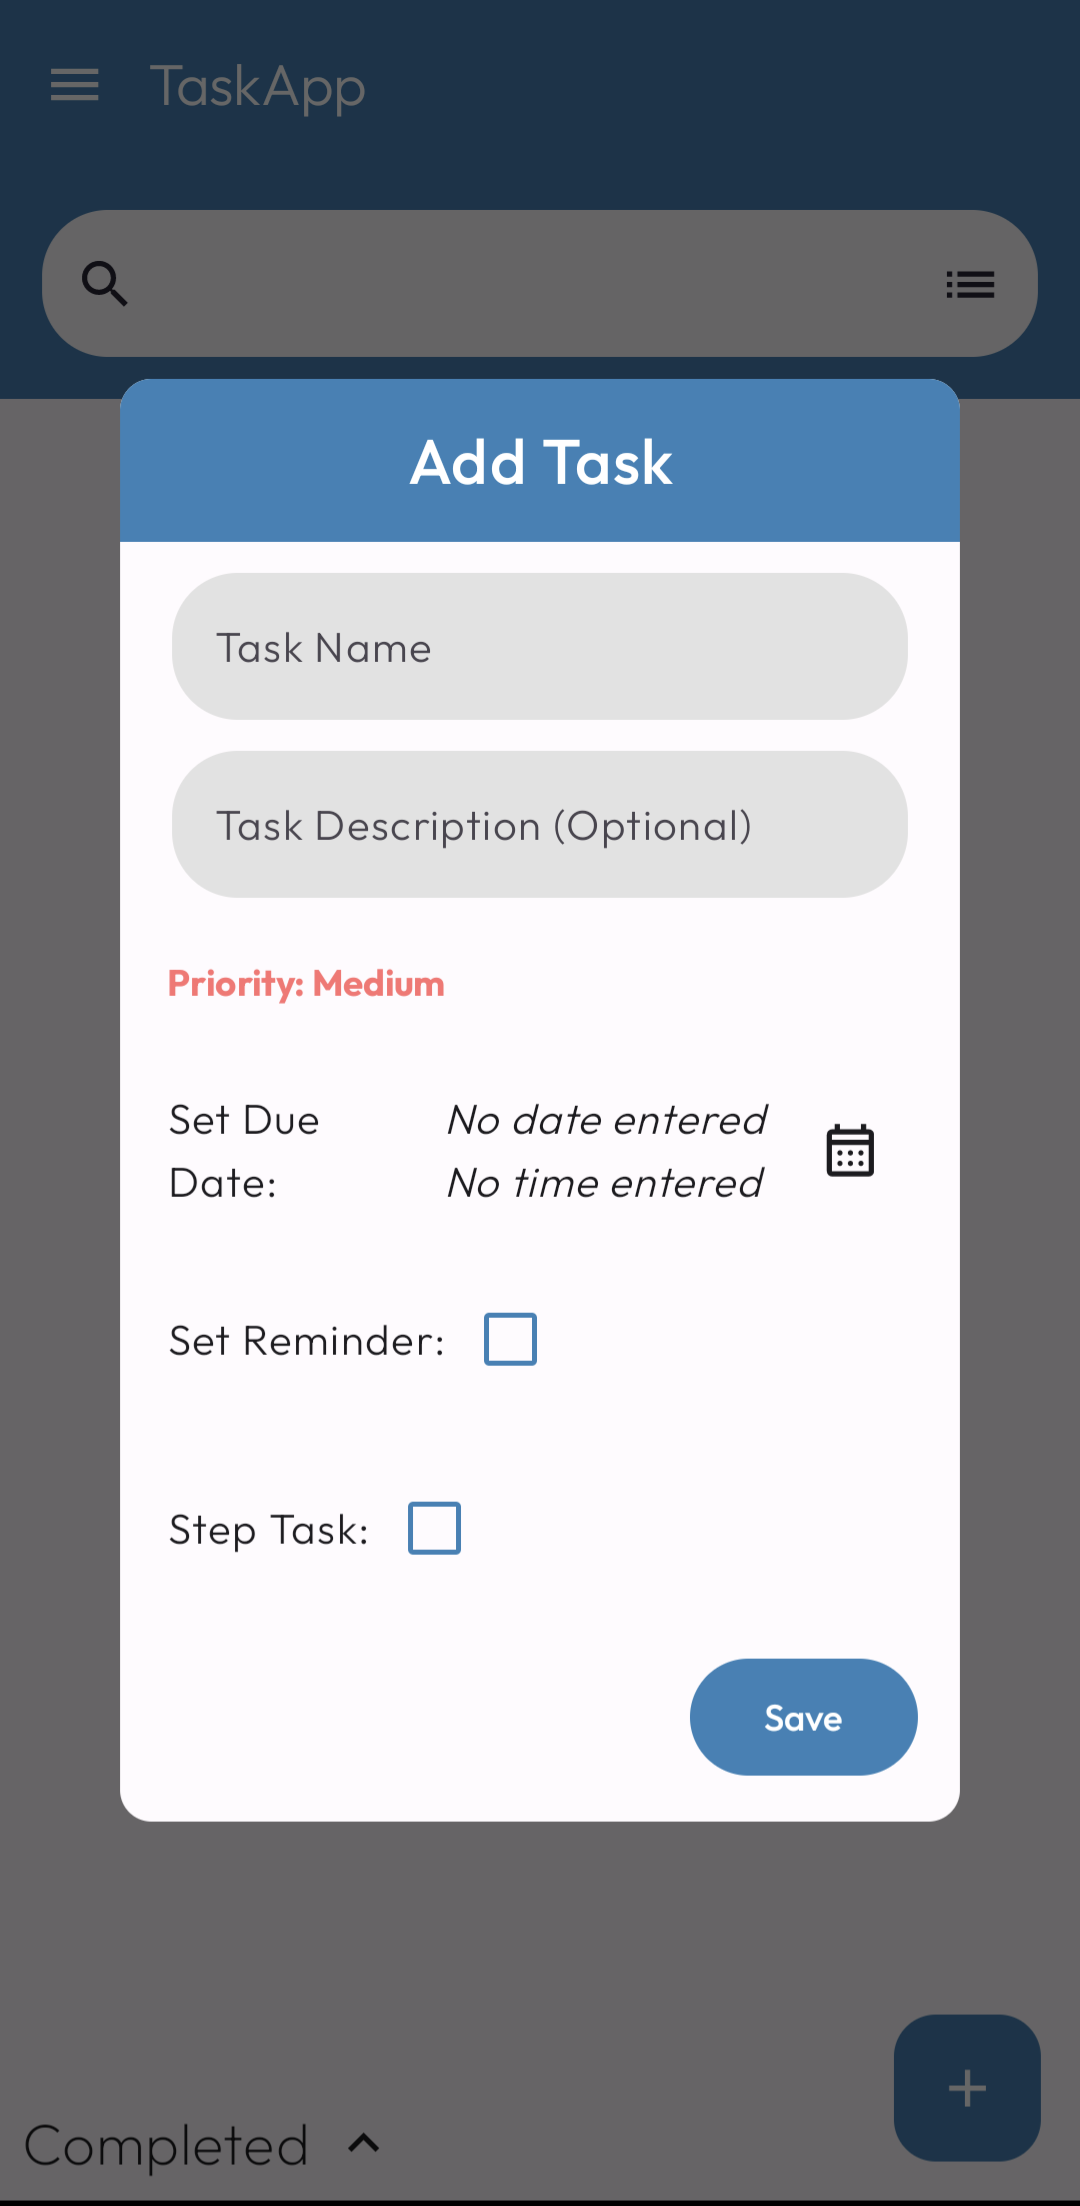 TaskApp
Add Task
Task Name
Task Description (Optional)
Priority: Medium
Set Due Date:
No date entered
No time entered
Set Reminder:
Step Task:
Save
Completed